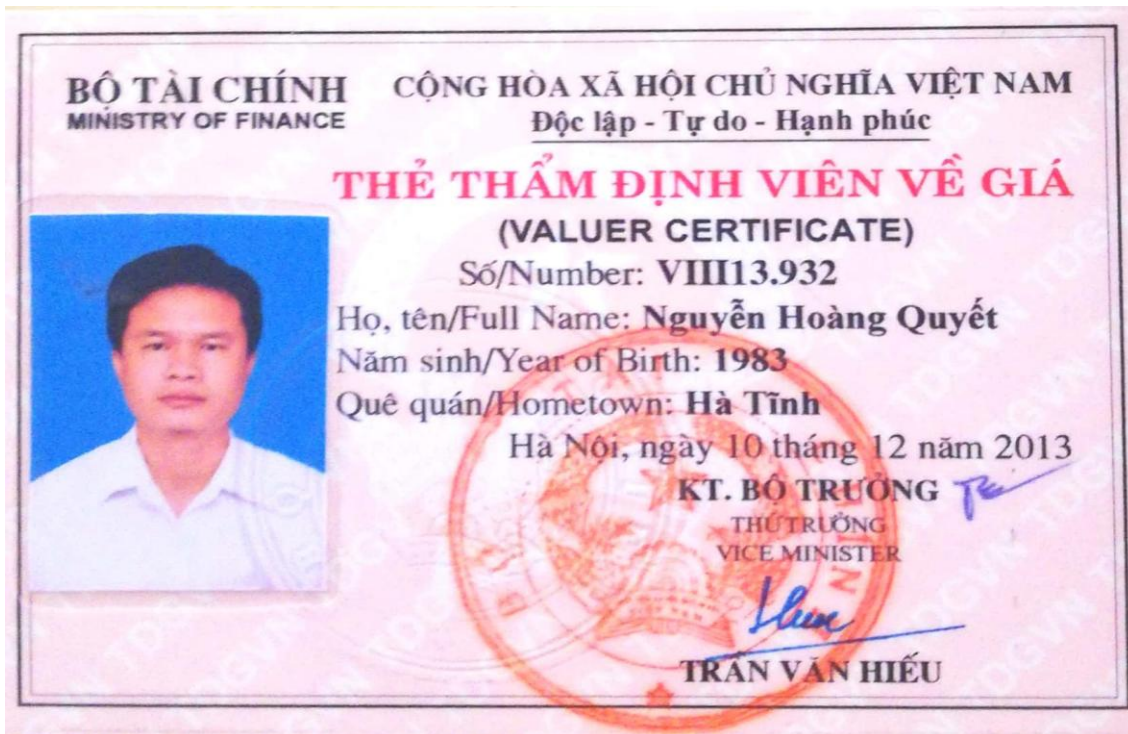 BỘ TÀI CHÍNH
MINISTRY OF FINANCE
CỘNG HÒA XÃ HỘI CHỦ NGHĨA VIỆT NAM
Độc lập - Tự do - Hạnh phúc
THẺ THẨM ĐỊNH VIÊN VỀ GIÁ
(VALUER CERTIFICATE)
Số/Number: VIII13.932
Họ, tên/Full Name: Nguyễn Hoàng Quyết
Năm sinh/Year of Birth: 1983
Quê quán/Hometown: Hà Tĩnh
Hà Nội, ngày 10 tháng 12 năm 2013
KT. BỘ TRƯỞNG
THỨ TRƯỞNG
VICE MINISTER
TRẦN VĂN HIẾU